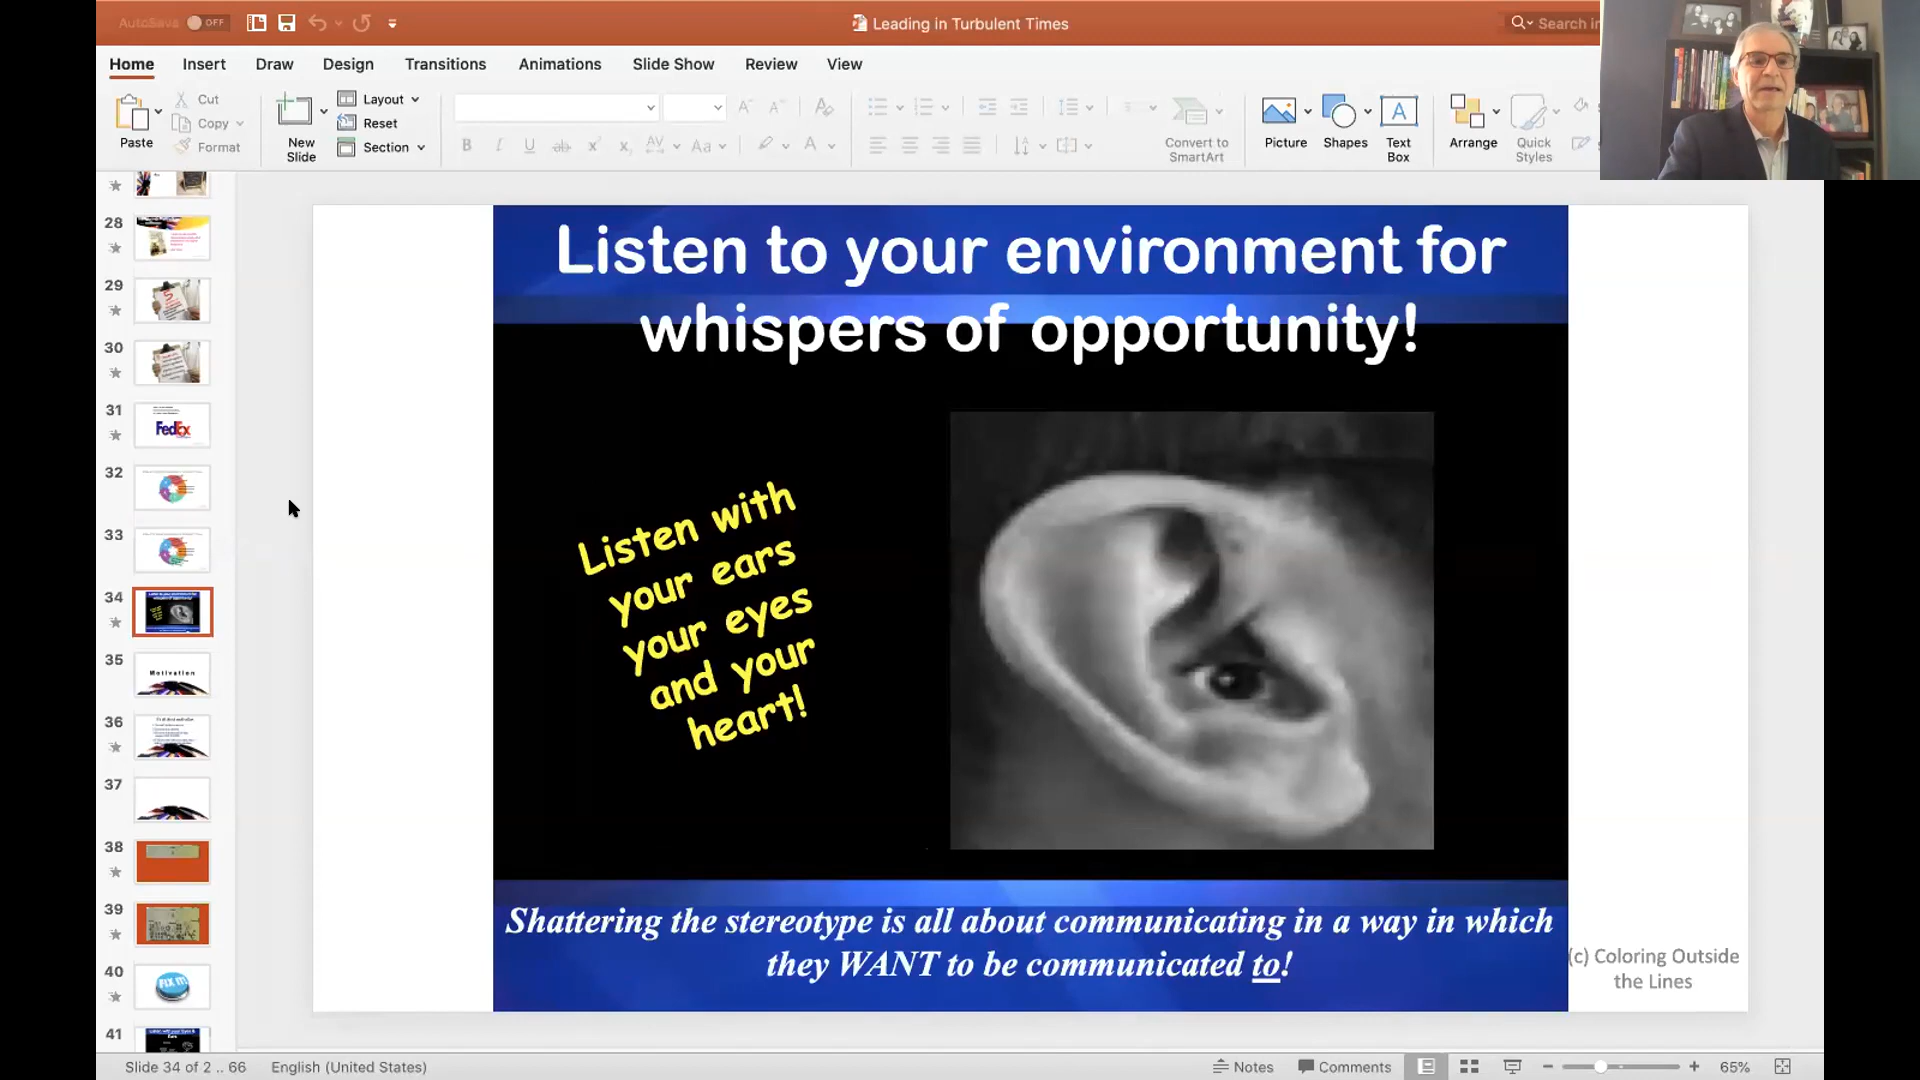 AutoSave OFF
Leading in Turbulent Times
Search in
Home Insert Draw Design Transitions Animations Slide Show Review View
Paste
Cut
Copy
Format
New
Slide
Layout
Reset
Section
Convert to
SmartArt
Picture
Shapes
Text
Box
Arrange
Quick
Styles
28
29
30
31
FedEx
32
33
34
35
Motivation
36
37
38
39
40
FIX IT!
41
Listen to your environment for
whispers of opportunity!
Listen with
your ears
your eyes
and your
heart!
Shattering the stereotype is all about communicating in a way in which
they WANT to be communicated to!
(c) Coloring Outside
the Lines
Slide 34 of 2 .. 66
English (United States)
Notes
Comments
65%